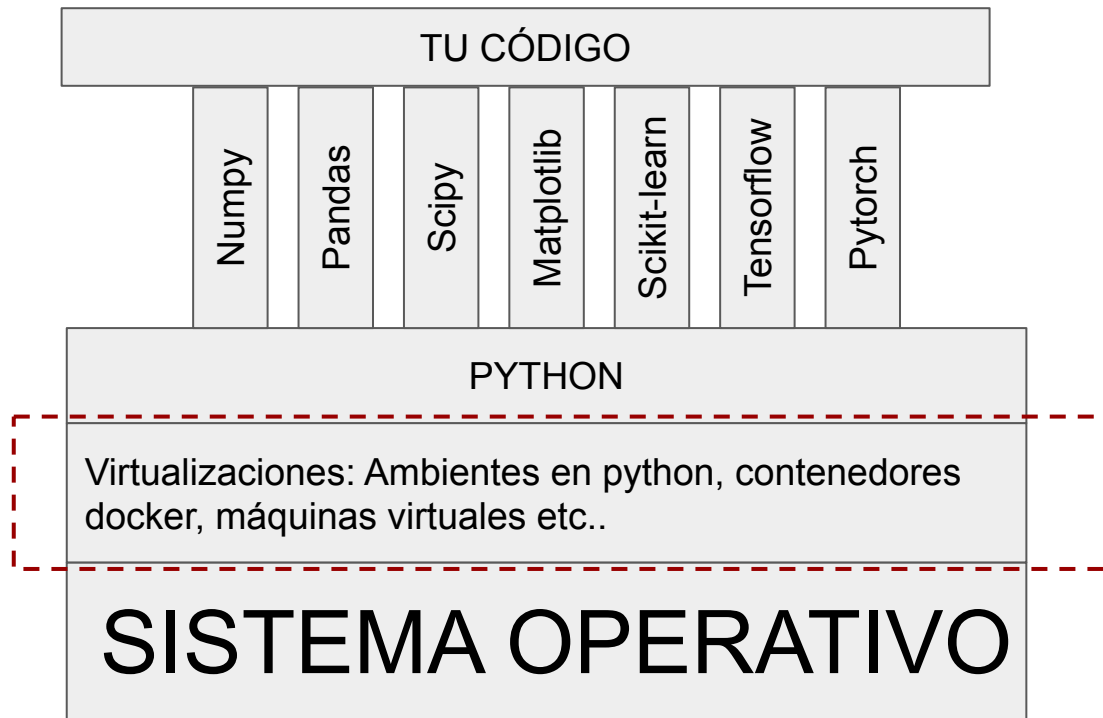 TU CÓDIGO
Numpy
Pandas
Scipy
Matplotlib
Scikit-learn
Tensorflow
Pytorch
PYTHON
Virtualizaciones: Ambientes en python, contenedores
docker, máquinas virtuales etc..
SISTEMA OPERATIVO